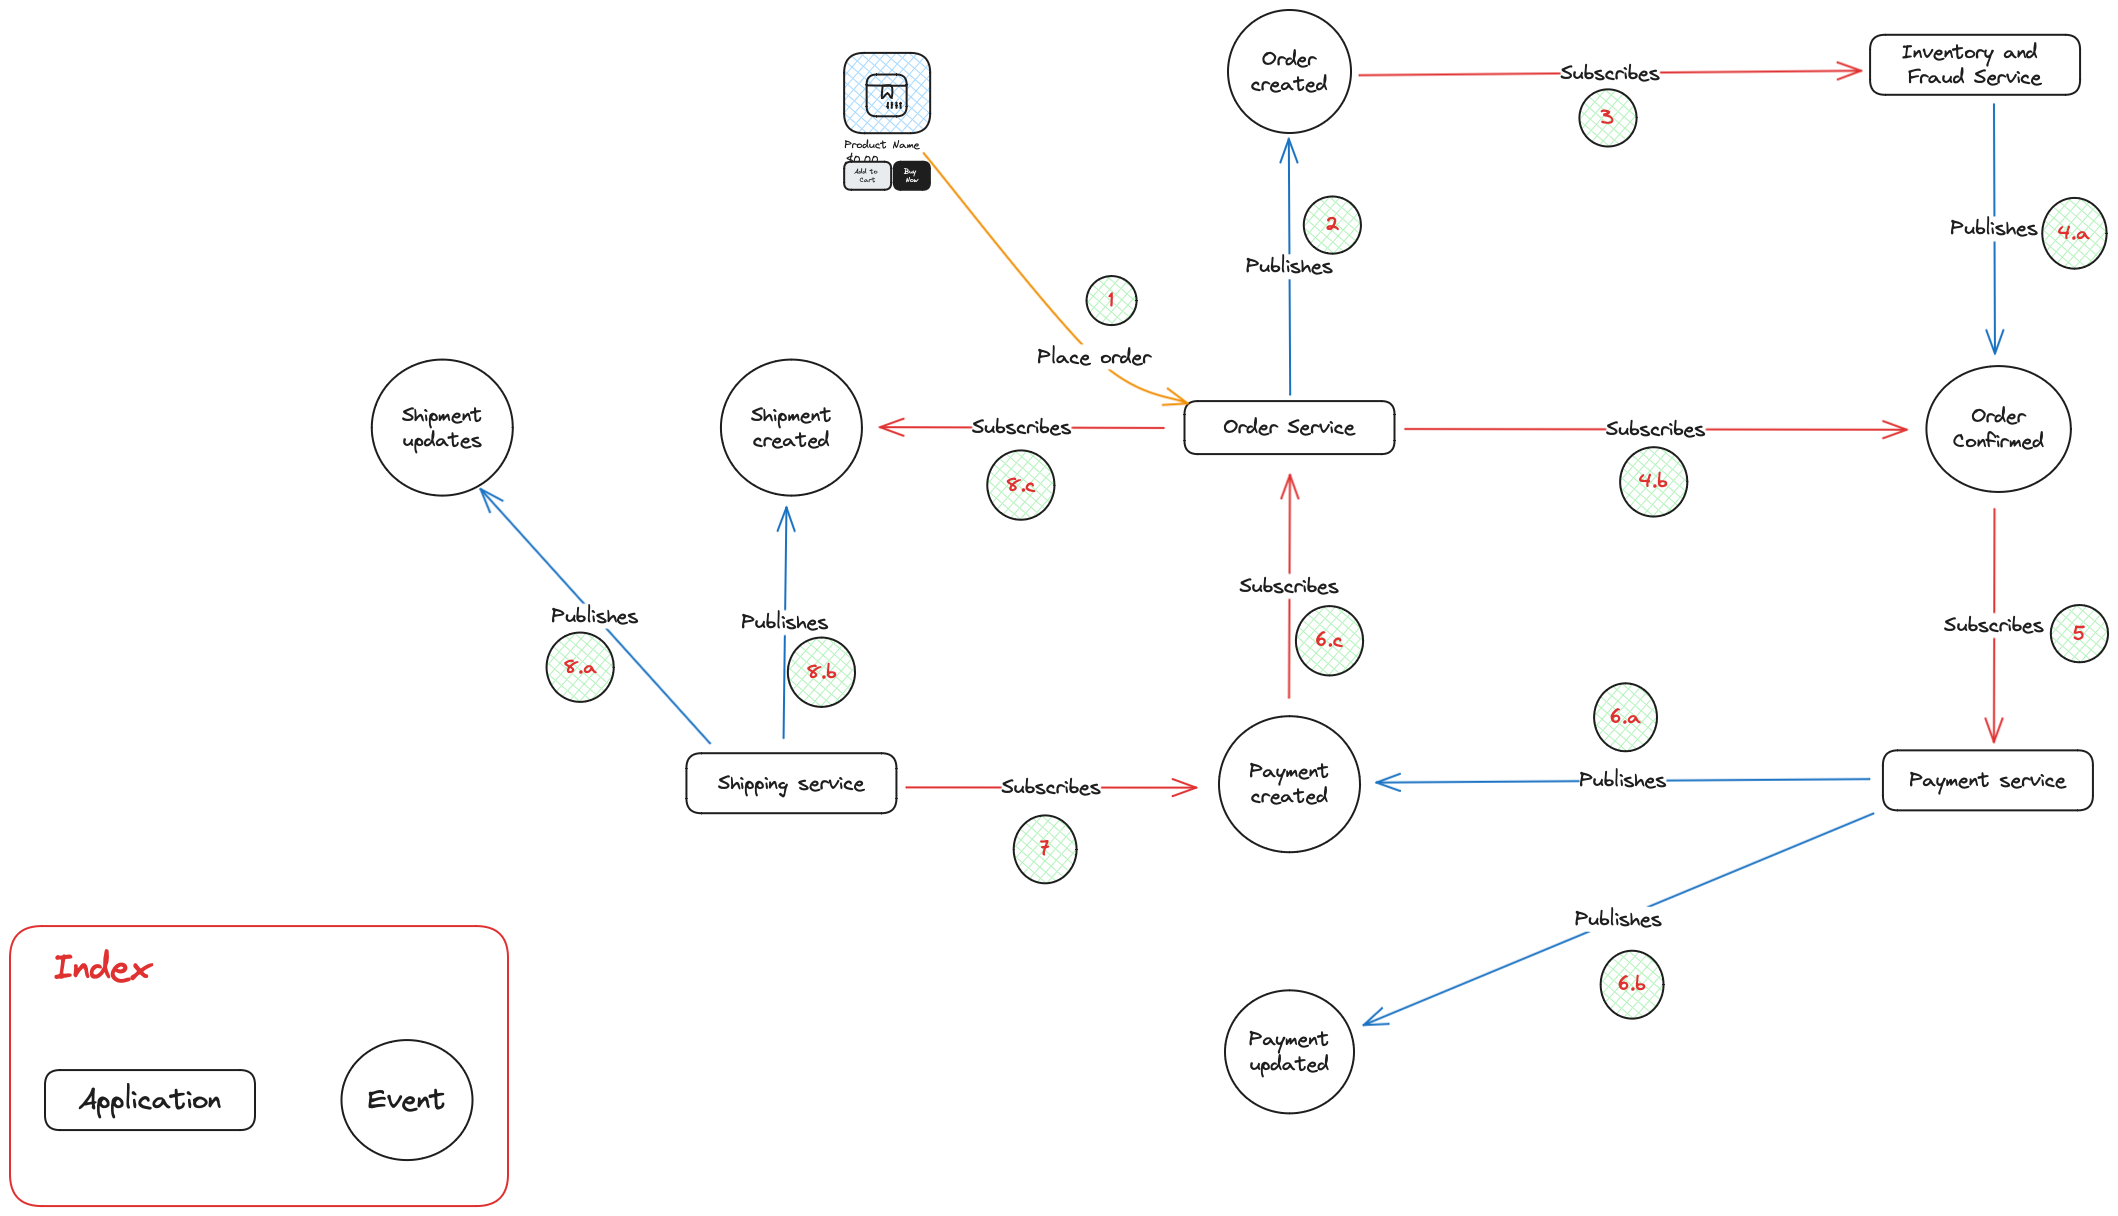 Order
created
Subscribes
3
Inventory and
Fraud Service
Product Name
$0.00
Add to
Cart
Buy
Now
2
Publishes
Publishes
4.a
1
Place order
Shipment
updates
Shipment
created
Subscribes
8.c
Order Service
Subscribes
4.b
Order
Confirmed
Publishes
8.a
Publishes
8.b
Subscribes
6.c
Subscribes
5
6.a
Shipping service
Subscribes
7
Payment
created
Publishes
Payment service
Publishes
6.b
Payment
updated
Index
Application
Event